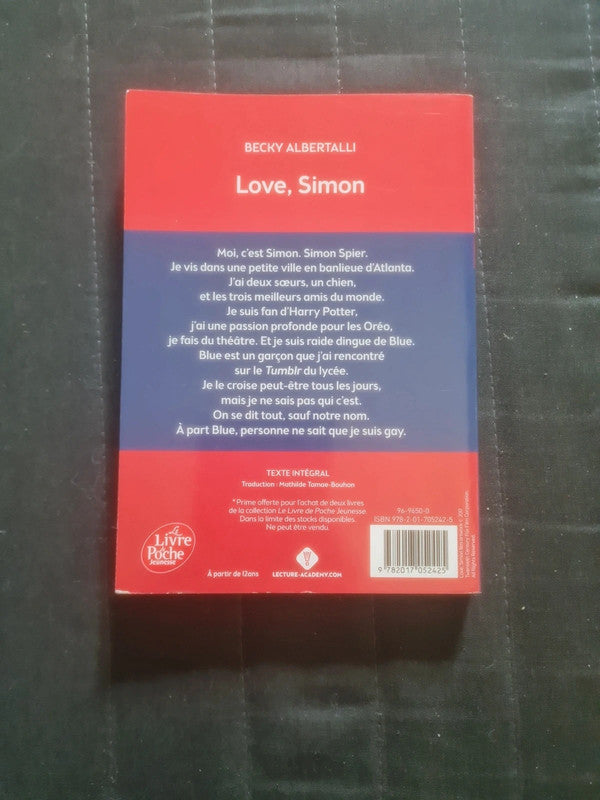 BECKY ALBERTALLI
Love, Simon
Moi, c'est Simon. Simon Spier.
Je vis dans une petite ville en banlieue d'Atlanta.
J'ai deux sœurs, un chien,
et les trois meilleurs amis du monde.
Je suis fan d'Harry Potter,
j'ai une passion profonde pour les Oréo,
je fais du théâtre. Et je suis raide dingue de Blue.
Blue est un garçon que j'ai rencontré
sur le Tumblr du lycée.
Je le croise peut-être tous les jours,
mais je ne sais pas qui c'est.
On se dit tout, sauf notre nom.
À part Blue, personne ne sait que je suis gay.
TEXTE INTÉGRAL
Traduction : Mathilde Tamae-Bouhon
*Prime offerte pour l'achat de deux livres
de la collection Le Livre de Poche Jeunesse.
Dans la limite des stocks disponibles.
Ne peut être vendu.
Le
LIVRE
de
POCHE
JEUNESSE
À partir de 12ans
LECTURE-ACADEMY.COM
96-9450-0
ISBN 978-2-01-705242-5
9 782017 052425
All Rights Reserved.